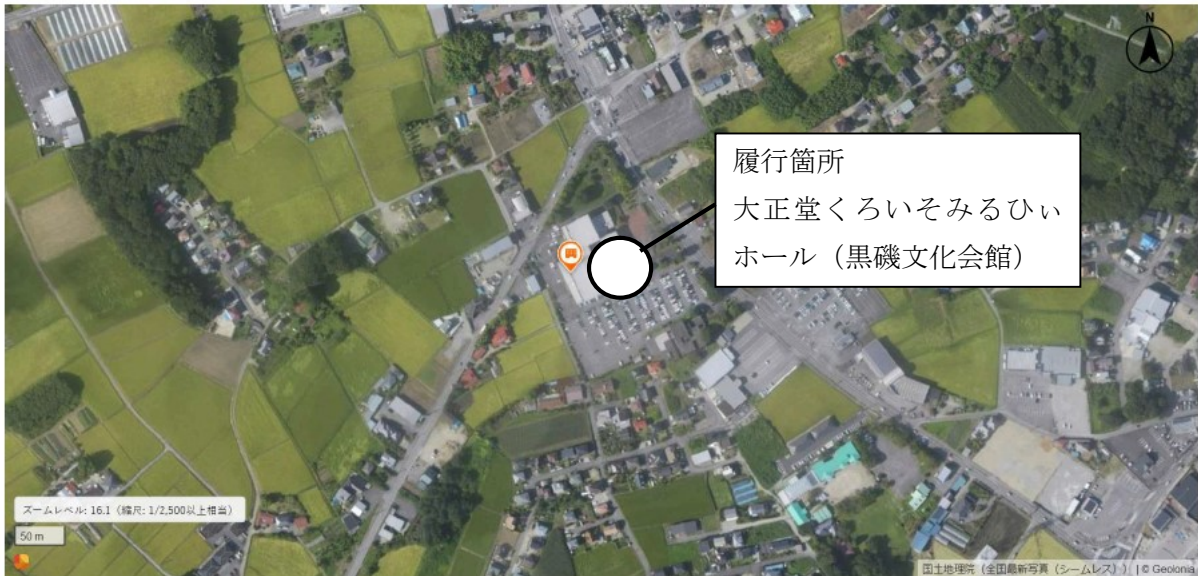 N
履行箇所
大正堂くろいそみるひぃ
ホール（黒磯文化会館）
ズームレベル: 16.1（縮尺: 1/2,500以上相当）
50 m
国土地理院（全国最新写真（シームレス）） | © Geolonia